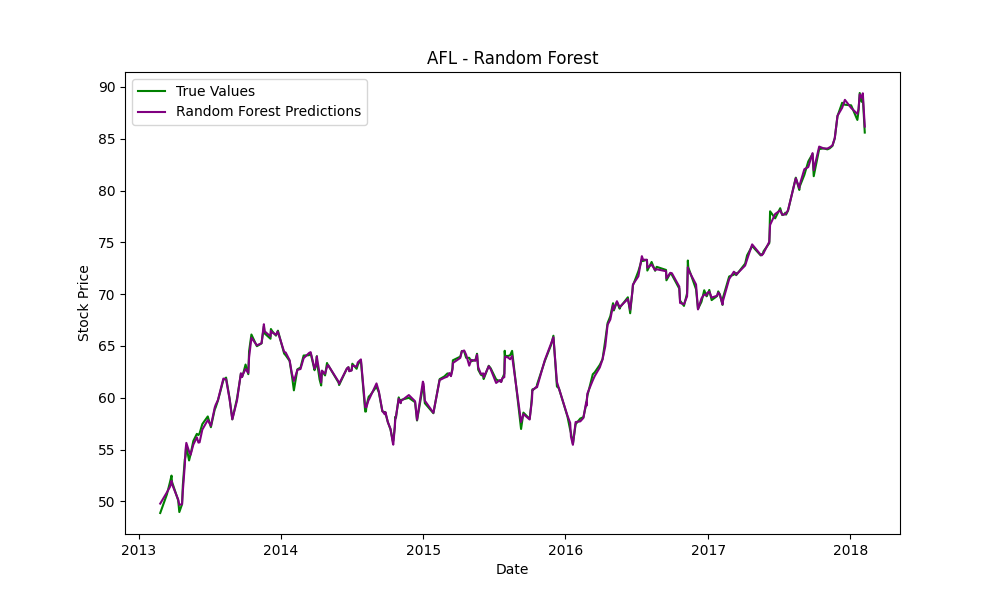 AFL - Random Forest
True Values
Random Forest Predictions
90
85
80
75
70
65
60
55
50
Stock Price
2013 2014 2015 2016 2017 2018
Date